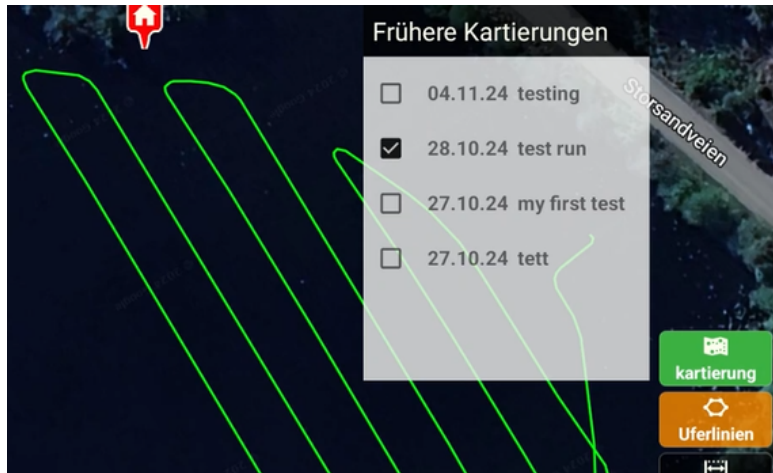 Frühere Kartierungen
04.11.24 testing
28.10.24 test run
27.10.24 my first test
27.10.24 tett
Storsandveien
kartierung
Uferlinien